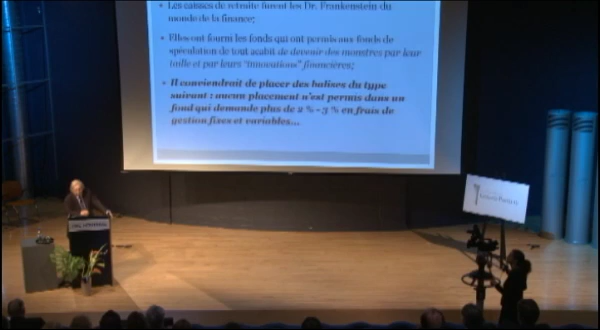 Les caisses de retraite furent les Dr. Frankenstein du
monde de la finance;
Elles ont fourni les fonds qui ont permis aux fonds de
spéculation de tout acabit de devenir des monstres par leur
taille et par leurs "innovations" financières;
Il conviendrait de placer des balises du type
suivant : aucun placement n'est permis dans un
fond qui demande plus de 2 % - 3 % en frais de
gestion fixes et variables...